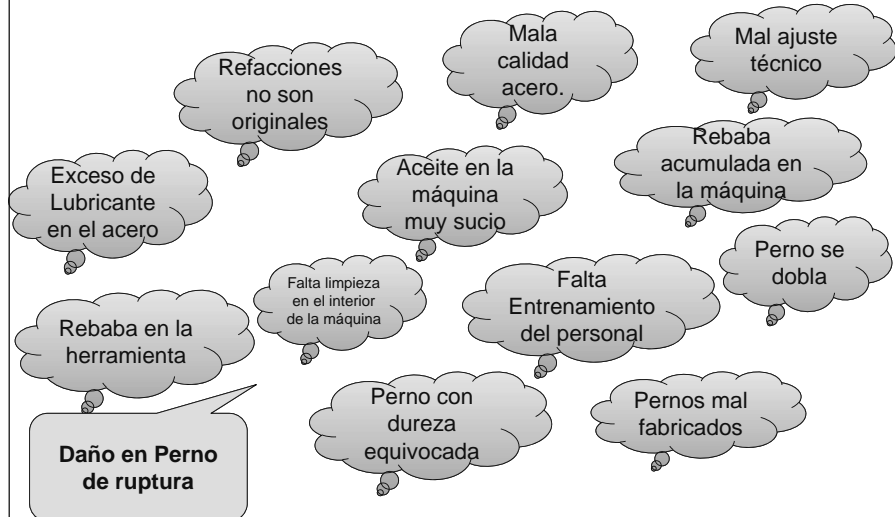 Refacciones
no son
originales
Mala
calidad
acero.
Mal ajuste
técnico
Exceso de
Lubricante
en el acero
Aceite en la
máquina
muy sucio
Rebaba
acumulada en
la máquina
Rebaba en la
herramienta
Falta limpieza
en el interior
de la máquina
Falta
Entrenamiento
del personal
Perno se
dobla
Daño en Perno
de ruptura
Perno con
dureza
equivocada
Pernos mal
fabricados